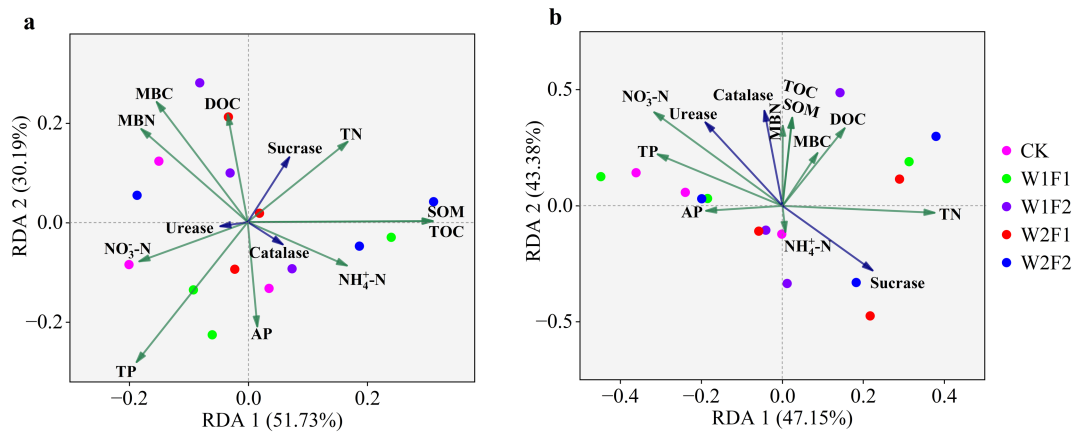 a
RDA 2 (30.19%)
0.2
0.0
−0.2
−0.2
0.0
0.2
RDA 1 (51.73%)
MBC
MBN
DOC
TN
Sucrase
SOM
TOC
Urease
Catalase
NO₃⁻-N
NH₄⁺-N
AP
TP
b
RDA 2 (43.38%)
0.5
0.0
−0.5
−0.4
−0.2
0.0
0.2
0.4
RDA 1 (47.15%)
NO₃⁻-N
Urease
Catalase
MBN
TOC
SOM
DOC
MBC
TP
AP
TN
NH₄⁺-N
Sucrase
CK
W1F1
W1F2
W2F1
W2F2